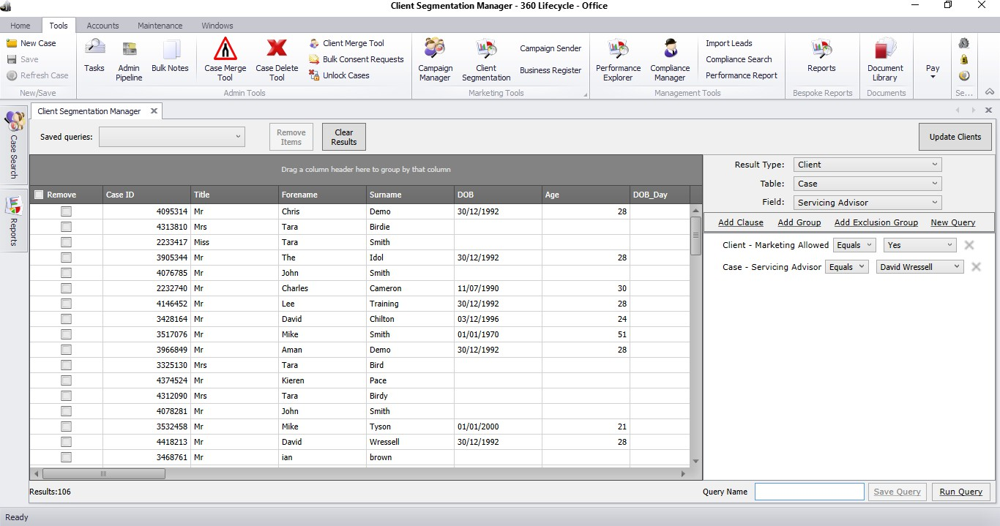 Client Segmentation Manager - 360 Lifecycle - Office
Home Tools Accounts Maintenance Windows
New Case
Save
Refresh Case
New/Save
Tasks
Admin Pipeline
Bulk Notes
Case Merge Tool
Case Delete Tool
Client Merge Tool
Bulk Consent Requests
Unlock Cases
Admin Tools
Campaign Manager
Client Segmentation
Campaign Sender
Business Register
Marketing Tools
Performance Explorer
Compliance Manager
Import Leads
Compliance Search
Performance Report
Management Tools
Reports
Bespoke Reports
Document Library
Documents
Pay
Se...
Case Search
Reports
Client Segmentation Manager
Saved queries:
Remove Items
Clear Results
Update Clients
Drag a column header here to group by that column
Remove Case ID Title Forename Surname DOB Age DOB_Day
4095314 Mr Chris Demo 30/12/1992 28
4313810 Mrs Tara Birdie
2233417 Miss Tara Smith
3905344 Mr The Idol 30/12/1992 28
4076785 Mr John Smith
2232740 Mr Charles Cameron 11/07/1990 30
4146452 Mr Lee Training 30/12/1992 28
3428164 Mr David Chilton 03/12/1996 24
3517076 Mr Mike Smith 01/01/1970 51
3966849 Mr Aman Demo 30/12/1992 28
3325130 Mrs Tara Bird
4374524 Mr Kieren Pace
4312090 Mrs Tara Birdy
4078281 Mr John Smith
3532458 Mr Mike Tyson 01/01/2000 21
4418213 Mr David Wressell 30/12/1992 28
3468761 Mr ian brown
Result Type: Client
Table: Case
Field: Servicing Advisor
Add Clause Add Group Add Exclusion Group New Query
Client - Marketing Allowed Equals Yes
Case - Servicing Advisor Equals David Wressell
Results:106
Query Name Save Query Run Query
Ready